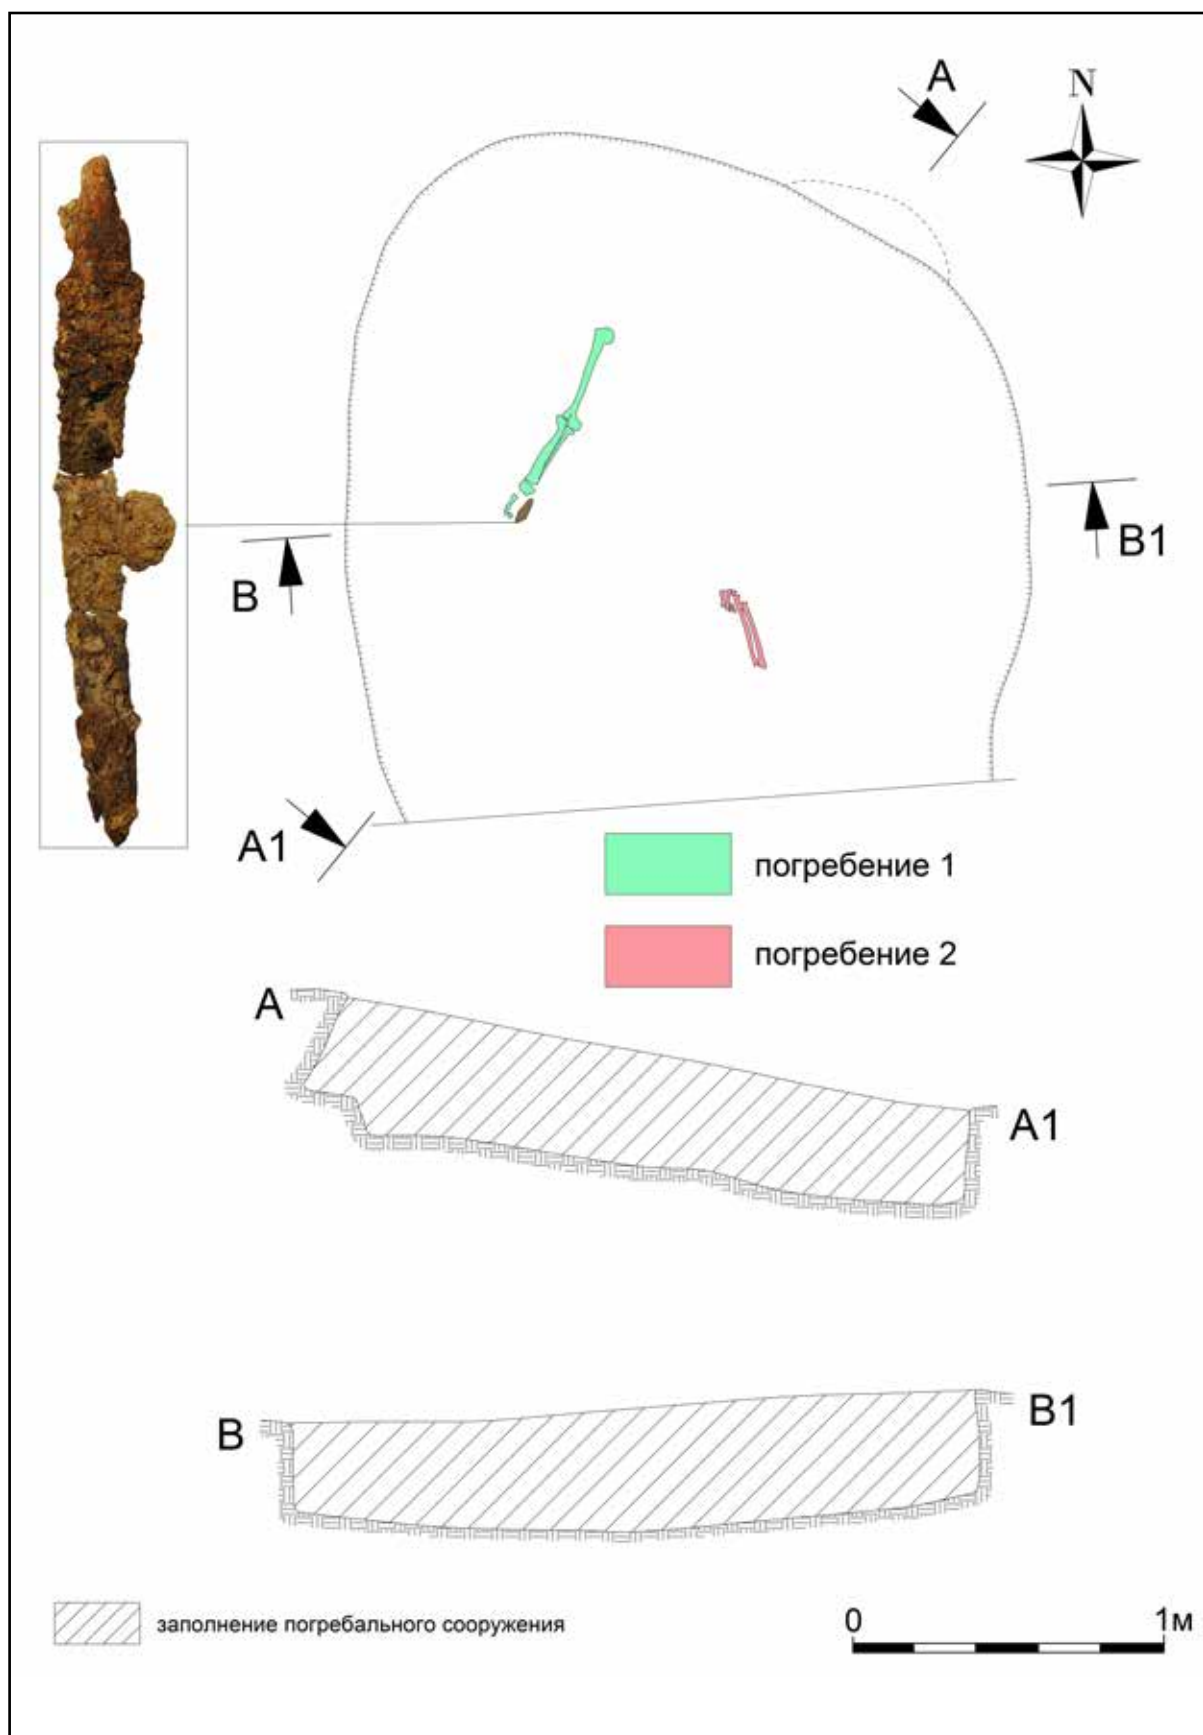 A
N
B
B1
A1
погребение 1
погребение 2
A
A1
B
B1
заполнение погребального сооружения
0 1м